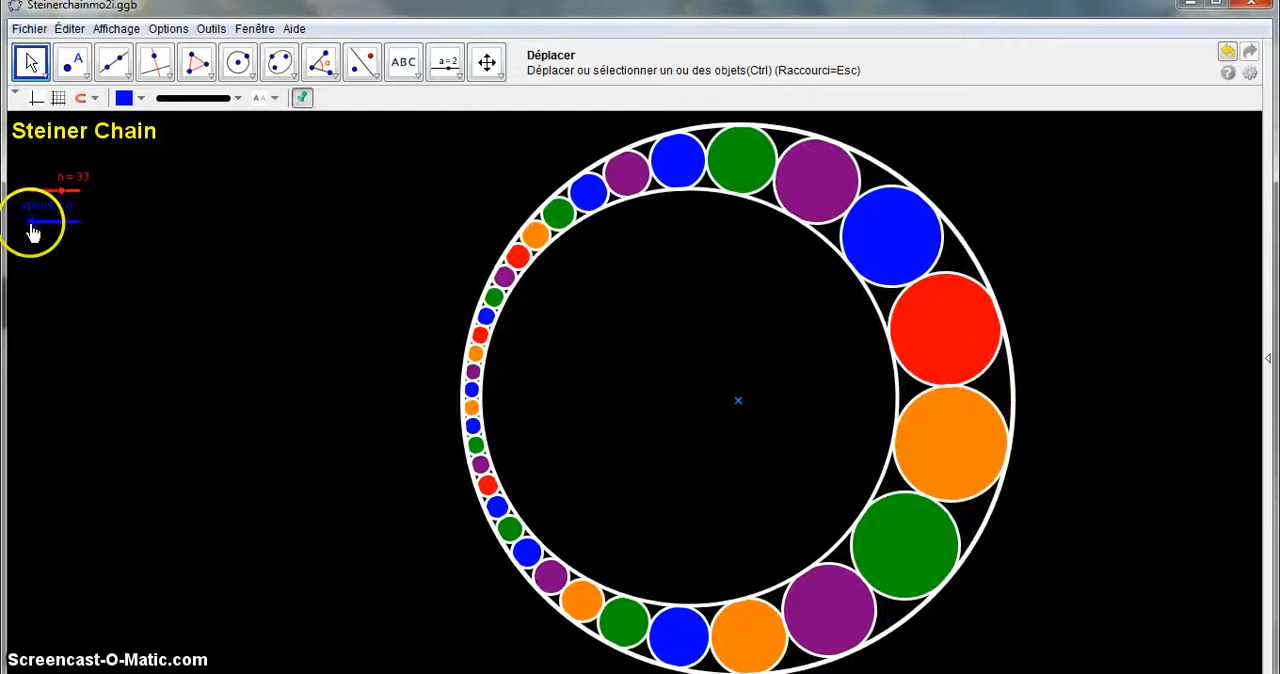 Steinerchainmo2i.ggb
Fichier Éditer Affichage Options Outils Fenêtre Aide
A
α
ABC
a=2
Déplacer
Déplacer ou sélectionner un ou des objets(Ctrl) (Raccourci=Esc)
AA
Steiner Chain
n = 33
Screencast-O-Matic.com